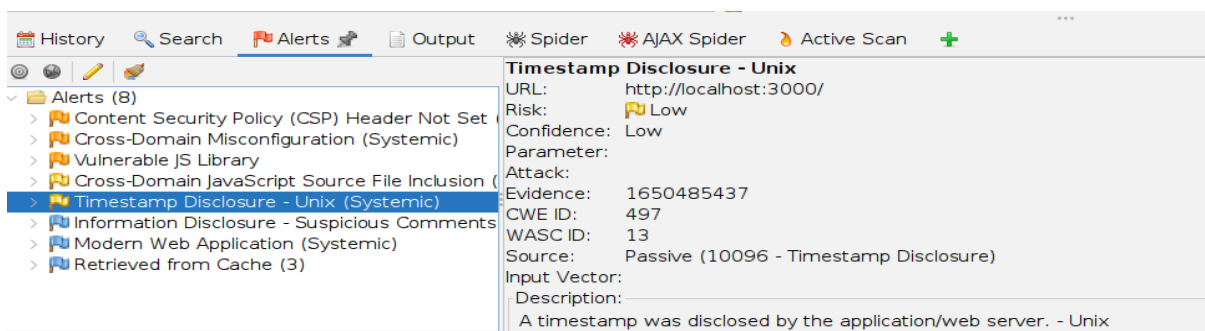 History Search Alerts Output Spider AJAX Spider Active Scan
Alerts (8)
Content Security Policy (CSP) Header Not Set (
Cross-Domain Misconfiguration (Systemic)
Vulnerable JS Library
Cross-Domain JavaScript Source File Inclusion (
Timestamp Disclosure - Unix (Systemic)
Information Disclosure - Suspicious Comments
Modern Web Application (Systemic)
Retrieved from Cache (3)
Timestamp Disclosure - Unix
URL: http://localhost:3000/
Risk: Low
Confidence: Low
Parameter:
Attack:
Evidence: 1650485437
CWE ID: 497
WASC ID: 13
Source: Passive (10096 - Timestamp Disclosure)
Input Vector:
Description:
A timestamp was disclosed by the application/web server. - Unix